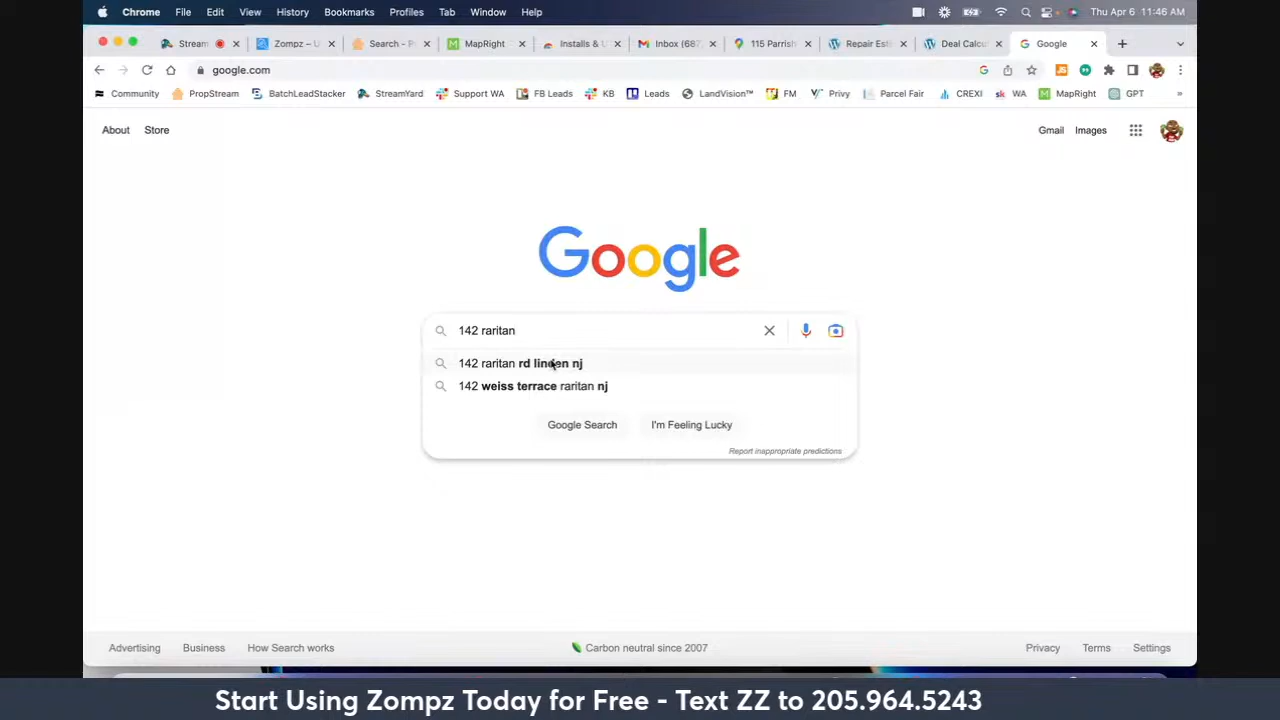 Chrome File Edit View History Bookmarks Profiles Tab Window Help Thu Apr 6 11:46 AM
Stream Zompz – U Search - P MapRight Installs & U Inbox (687 115 Parrish Repair Est Deal Calcu Google
google.com
Community PropStream BatchLeadStacker StreamYard Support WA FB Leads KB Leads LandVision™ FM Privy Parcel Fair CREXI WA MapRight GPT »
About Store Gmail Images
Google
142 raritan
142 raritan rd linden nj
142 weiss terrace raritan nj
Google Search I'm Feeling Lucky
Report inappropriate predictions
Advertising Business How Search works Carbon neutral since 2007 Privacy Terms Settings
Start Using Zompz Today for Free - Text ZZ to 205.964.5243